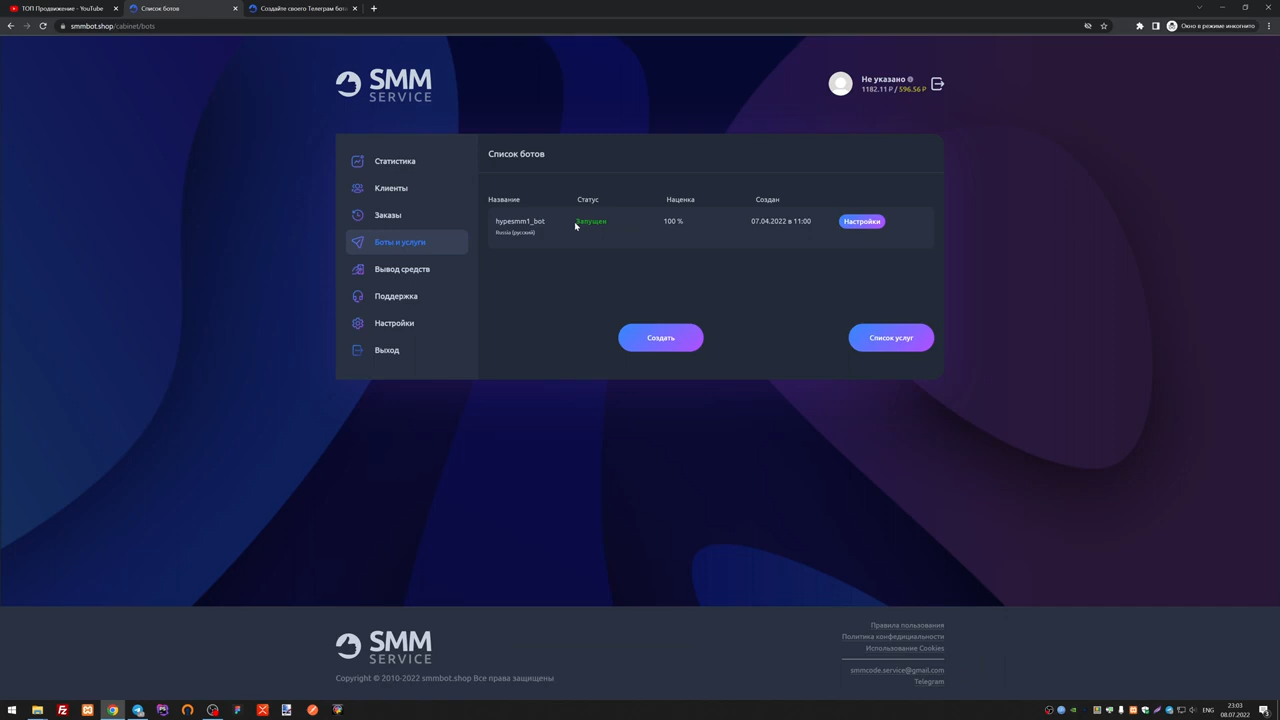 ТОП Продвижение - YouTube
Список ботов
Создайте своего Телеграм бота
smmbot.shop/cabinet/bots
Окно в режиме инкогнито
SMM
SERVICE
Не указано
1182.11 ₽ / 596.56 ₽
Статистика
Клиенты
Заказы
Боты и услуги
Вывод средств
Поддержка
Настройки
Выход
Список ботов
Название Статус Наценка Создан
hypesmm1_bot Запущен 100 % 07.04.2022 в 11:00 Настройки
Russia (русский)
Создать Список услуг
SMM
SERVICE
Copyright © 2010-2022 smmbot.shop Все права защищены
Правила пользования
Политика конфедициальности
Использование Cookies
smmcode.service@gmail.com
Telegram
ENG
23:03
08.07.2022